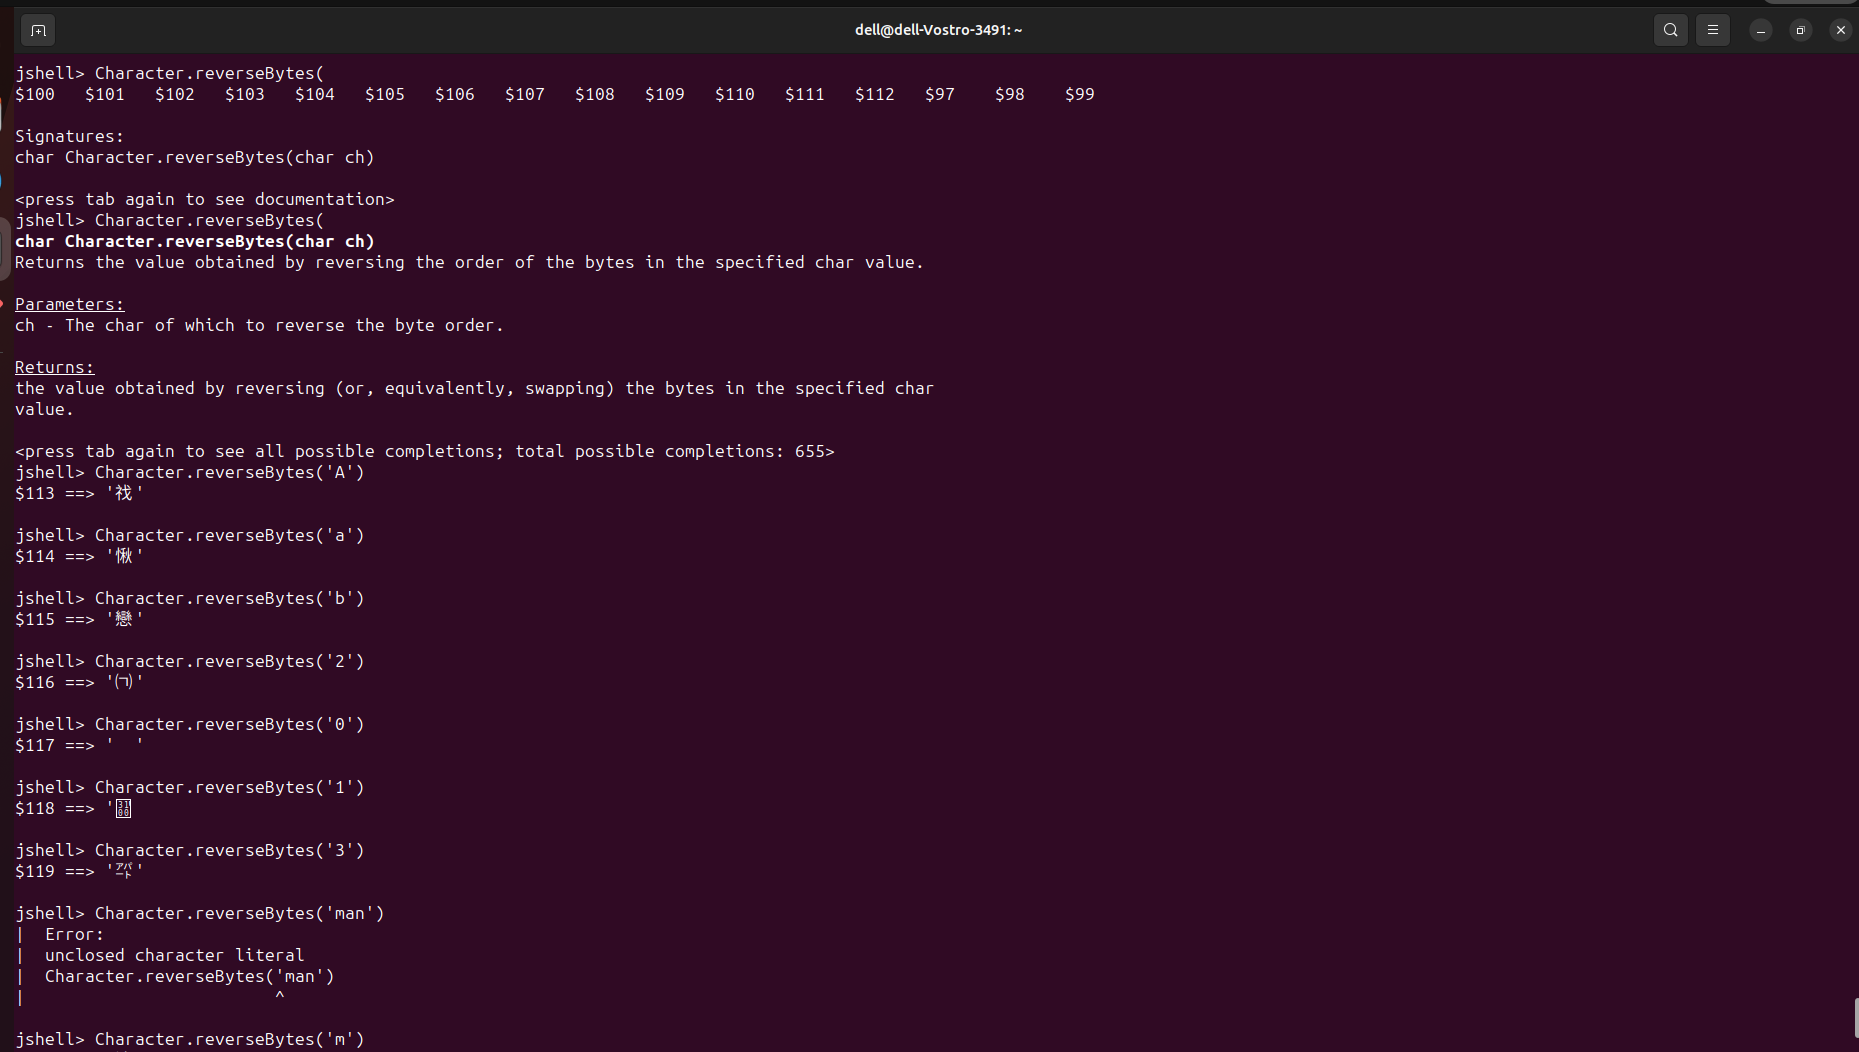 dell@dell-Vostro-3491: ~
jshell> Character.reverseBytes(
$100   $101   $102   $103   $104   $105   $106   $107   $108   $109   $110   $111   $112   $97    $98    $99
Signatures:
char Character.reverseBytes(char ch)
<press tab again to see documentation>
jshell> Character.reverseBytes(
char Character.reverseBytes(char ch)
Returns the value obtained by reversing the order of the bytes in the specified char value.
Parameters:
ch - The char of which to reverse the byte order.
Returns:
the value obtained by reversing (or, equivalently, swapping) the bytes in the specified char
value.
<press tab again to see all possible completions; total possible completions: 655>
jshell> Character.reverseBytes('A')
$113 ==> '䄀'
jshell> Character.reverseBytes('a')
$114 ==> '愀'
jshell> Character.reverseBytes('b')
$115 ==> '戀'
jshell> Character.reverseBytes('2')
$116 ==> '㈀'
jshell> Character.reverseBytes('0')
$117 ==> '　'
jshell> Character.reverseBytes('1')
$118 ==> '㄀
jshell> Character.reverseBytes('3')
$119 ==> '㌀'
jshell> Character.reverseBytes('man')
|  Error:
|  unclosed character literal
|  Character.reverseBytes('man')
|                         ^
jshell> Character.reverseBytes('m')